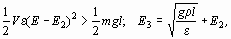 1/2 Vε(E − E₂)² > 1/2 mgl; E₃ = √(gρl/ε) + E₂,